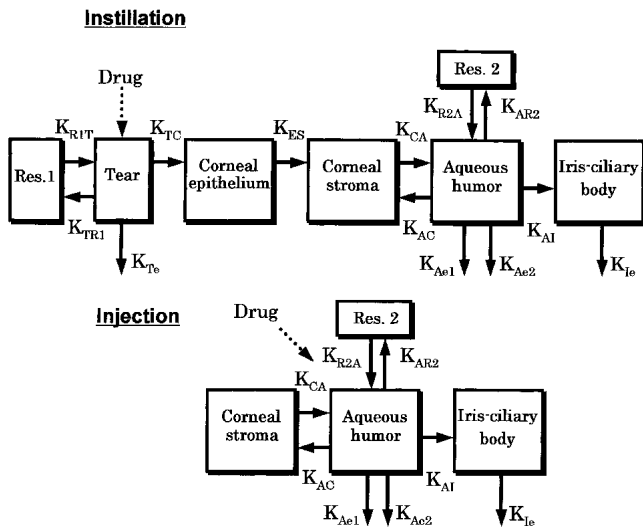 Instillation
Drug
Res. 2
K_R2A K_AR2
K_R1T K_TC K_ES K_CA
Res.1 Tear Corneal epithelium Corneal stroma Aqueous humor Iris-ciliary body
K_TR1 K_AC K_AI
K_Te K_Ae1 K_Ae2 K_Ie
Injection
Drug
Res. 2
K_R2A K_AR2
K_CA
Corneal stroma Aqueous humor Iris-ciliary body
K_AC K_AI
K_Ae1 K_Ae2 K_Ie